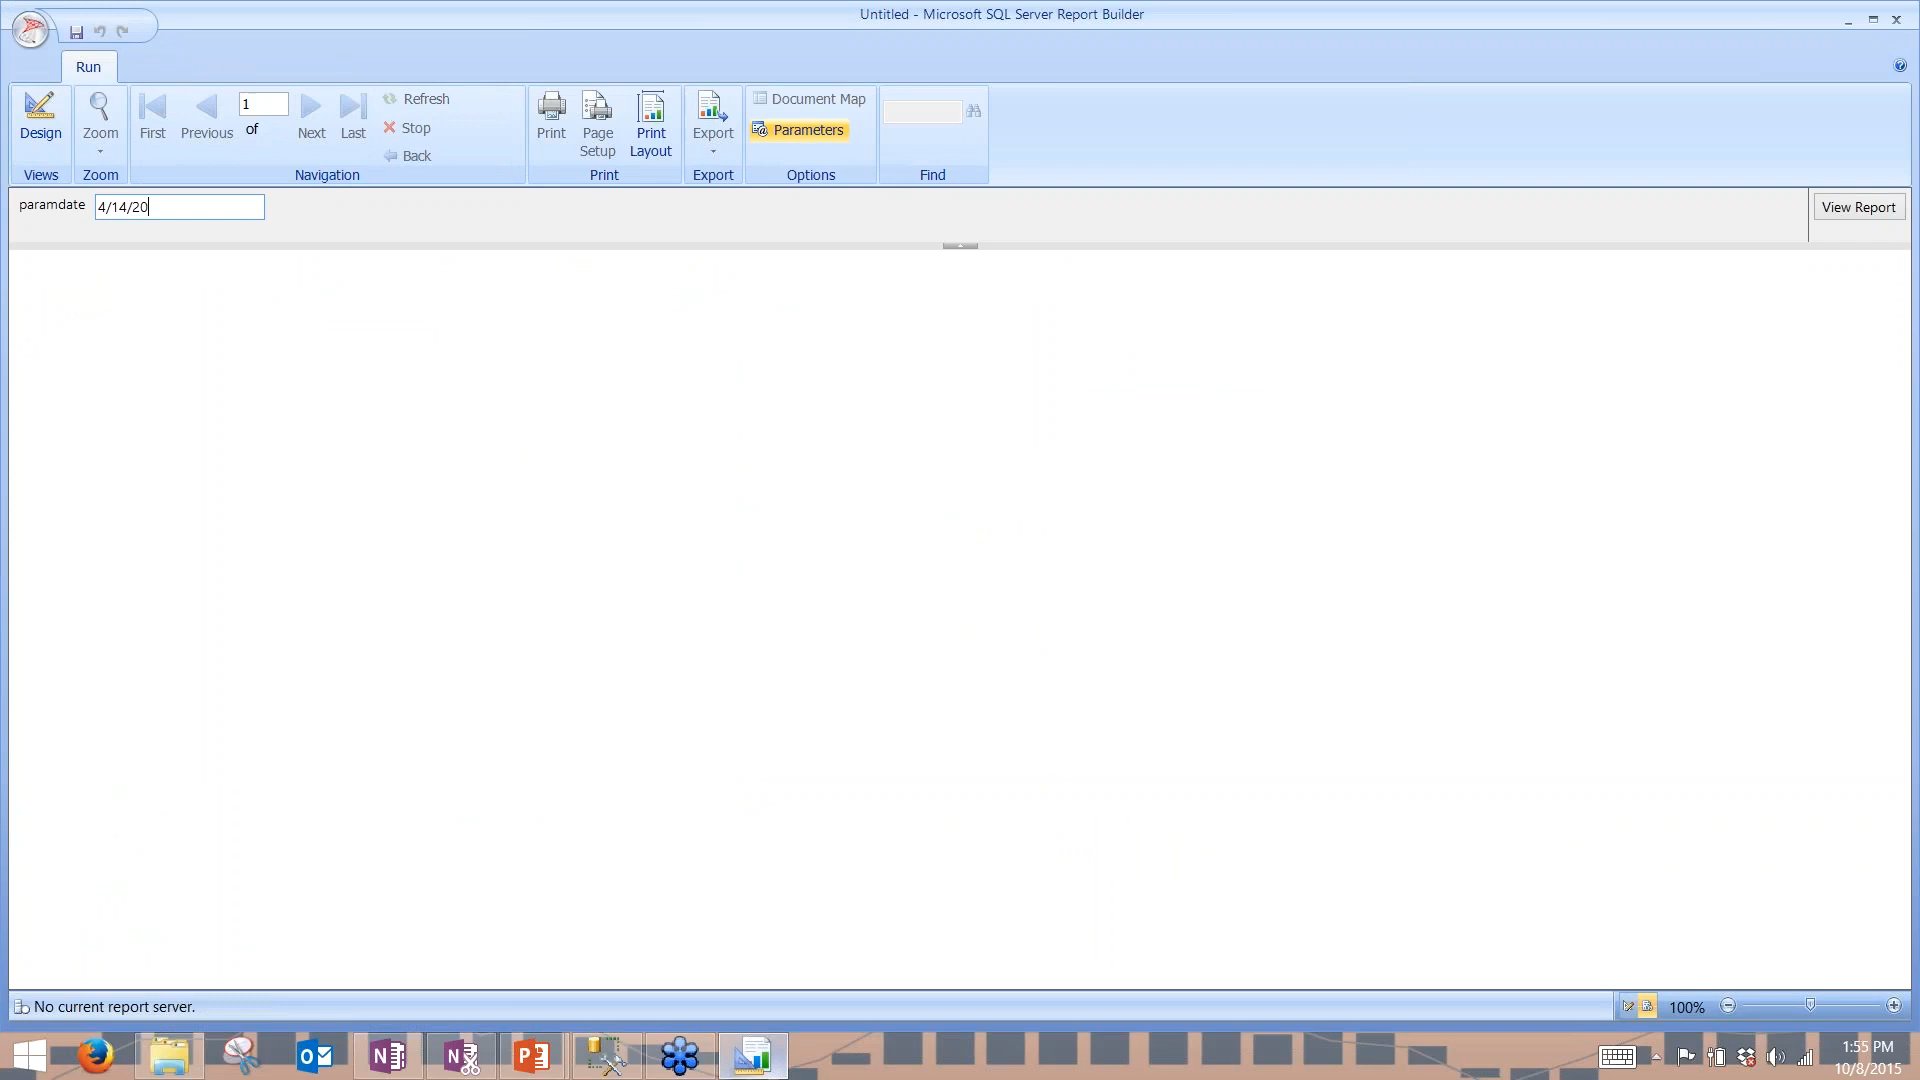 Untitled - Microsoft SQL Server Report Builder
Run
Design
Zoom
First
Previous
1
of
Next
Last
Refresh
Stop
Back
Print
Page Setup
Print Layout
Export
Document Map
Parameters
Views
Zoom
Navigation
Print
Export
Options
Find
paramdate
4/14/20
View Report
No current report server.
100%
1:55 PM
10/8/2015